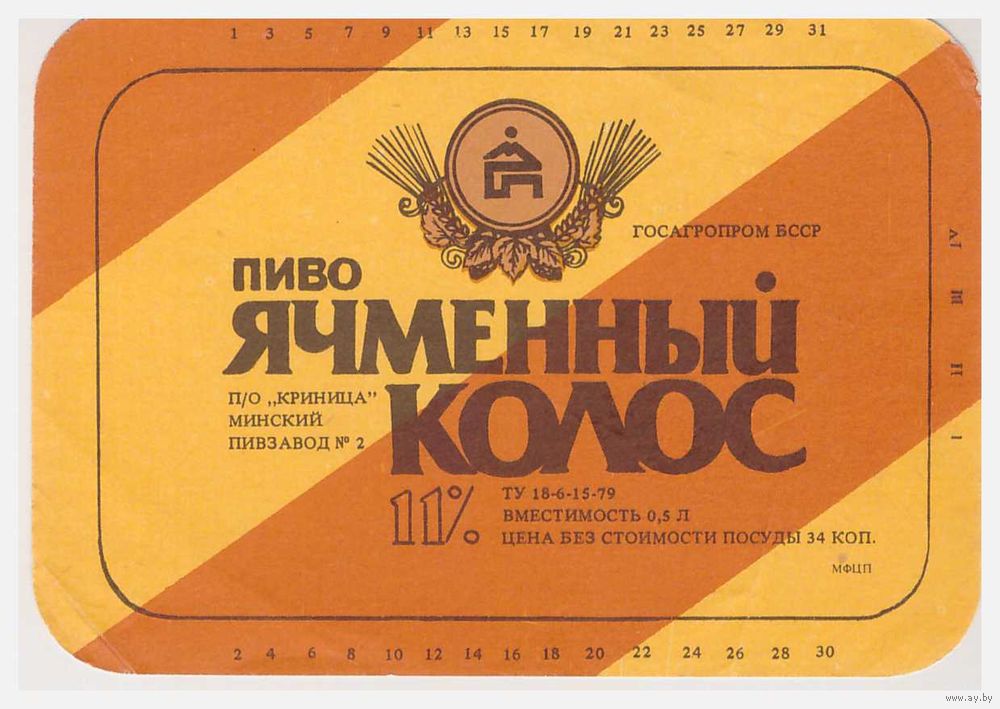 1 3 5 7 9 11 13 15 17 19 21 23 25 27 29 31
ГОСАГРОПРОМ БССР
ПИВО
ЯЧМЕННЫЙ
КОЛОС
П/О „КРИНИЦА”
МИНСКИЙ
ПИВЗАВОД № 2
11%
ТУ 18-6-15-79
ВМЕСТИМОСТЬ 0,5 Л
ЦЕНА БЕЗ СТОИМОСТИ ПОСУДЫ 34 КОП.
МФЦП
2 4 6 8 10 12 14 16 18 20 22 24 26 28 30
www.ay.by